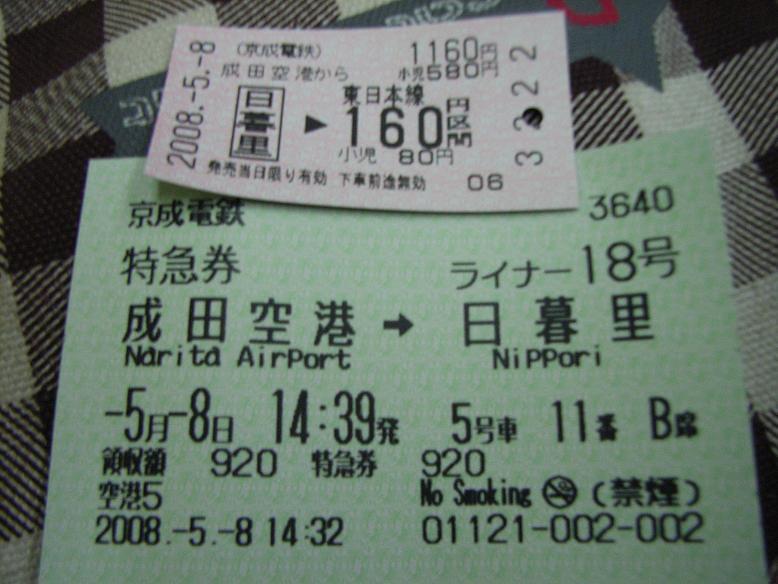 2008.-5.-8
(京成電鉄) 1160円
成田空港から 小児580円
日暮里 ▶ 東日本線 160円区間
小児 80円
発売当日限り有効 下車前途無効 06
3222
京成電鉄 3640
特急券 ライナー18号
成田空港 → 日暮里
Narita Airport Nippori
-5月-8日 14:39発 5号車 11番 B席
領収額 920 特急券 920
空港5 No Smoking (禁煙)
2008.-5.-8 14:32 01121-002-002